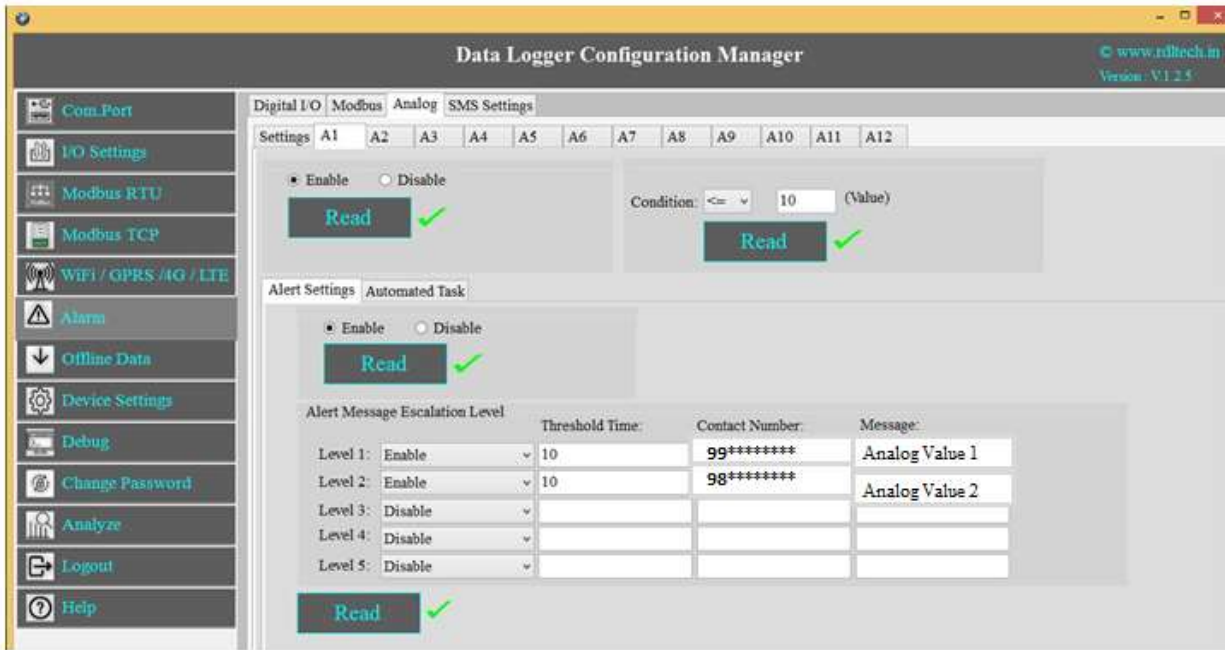 Data Logger Configuration Manager
© www.rdltech.in
Version : V.1.2.5
Com.Port
I/O Settings
Modbus RTU
Modbus TCP
WiFi / GPRS /4G / LTE
Alarm
Offline Data
Device Settings
Debug
Change Password
Analyze
Logout
Help
Digital I/O Modbus Analog SMS Settings
Settings A1 A2 A3 A4 A5 A6 A7 A8 A9 A10 A11 A12
Enable Disable
Read
Condition: <= 10 (Value)
Read
Alert Settings Automated Task
Enable Disable
Read
Alert Message Escalation Level
Threshold Time: Contact Number: Message:
Level 1: Enable 10 99******** Analog Value 1
Level 2: Enable 10 98******** Analog Value 2
Level 3: Disable
Level 4: Disable
Level 5: Disable
Read